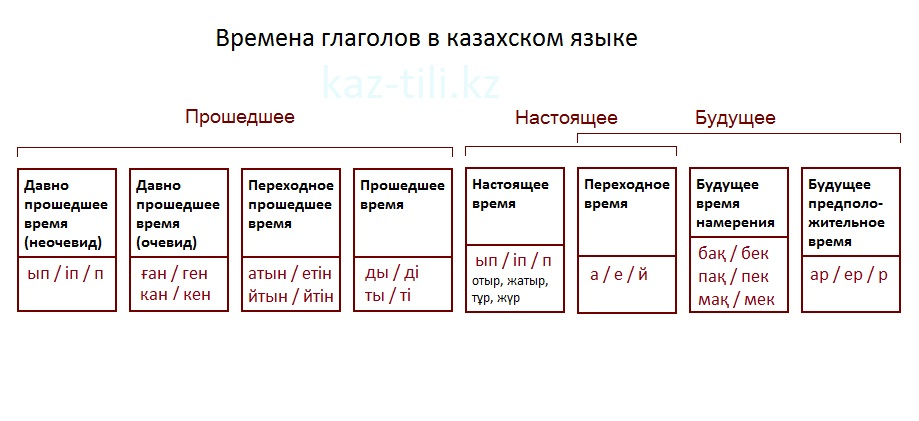 Времена глаголов в казахском языке
kaz-tili.kz
Прошедшее
Настоящее
Будущее
Давно
прошедшее
время
(неочевид)
ып / іп / п
Давно
прошедшее
время
(очевид)
ған / ген
кан / кен
Переходное
прошедшее
время
атын / етін
йтын / йтін
Прошедшее
время
ды / ді
ты / ті
Настоящее
время
ып / іп / п
отыр, жатыр,
тұр, жүр
Переходное
время
а / е / й
Будущее
время
намерения
бақ / бек
пақ / пек
мақ / мек
Будущее
предполо-
жительное
время
ар / ер / р